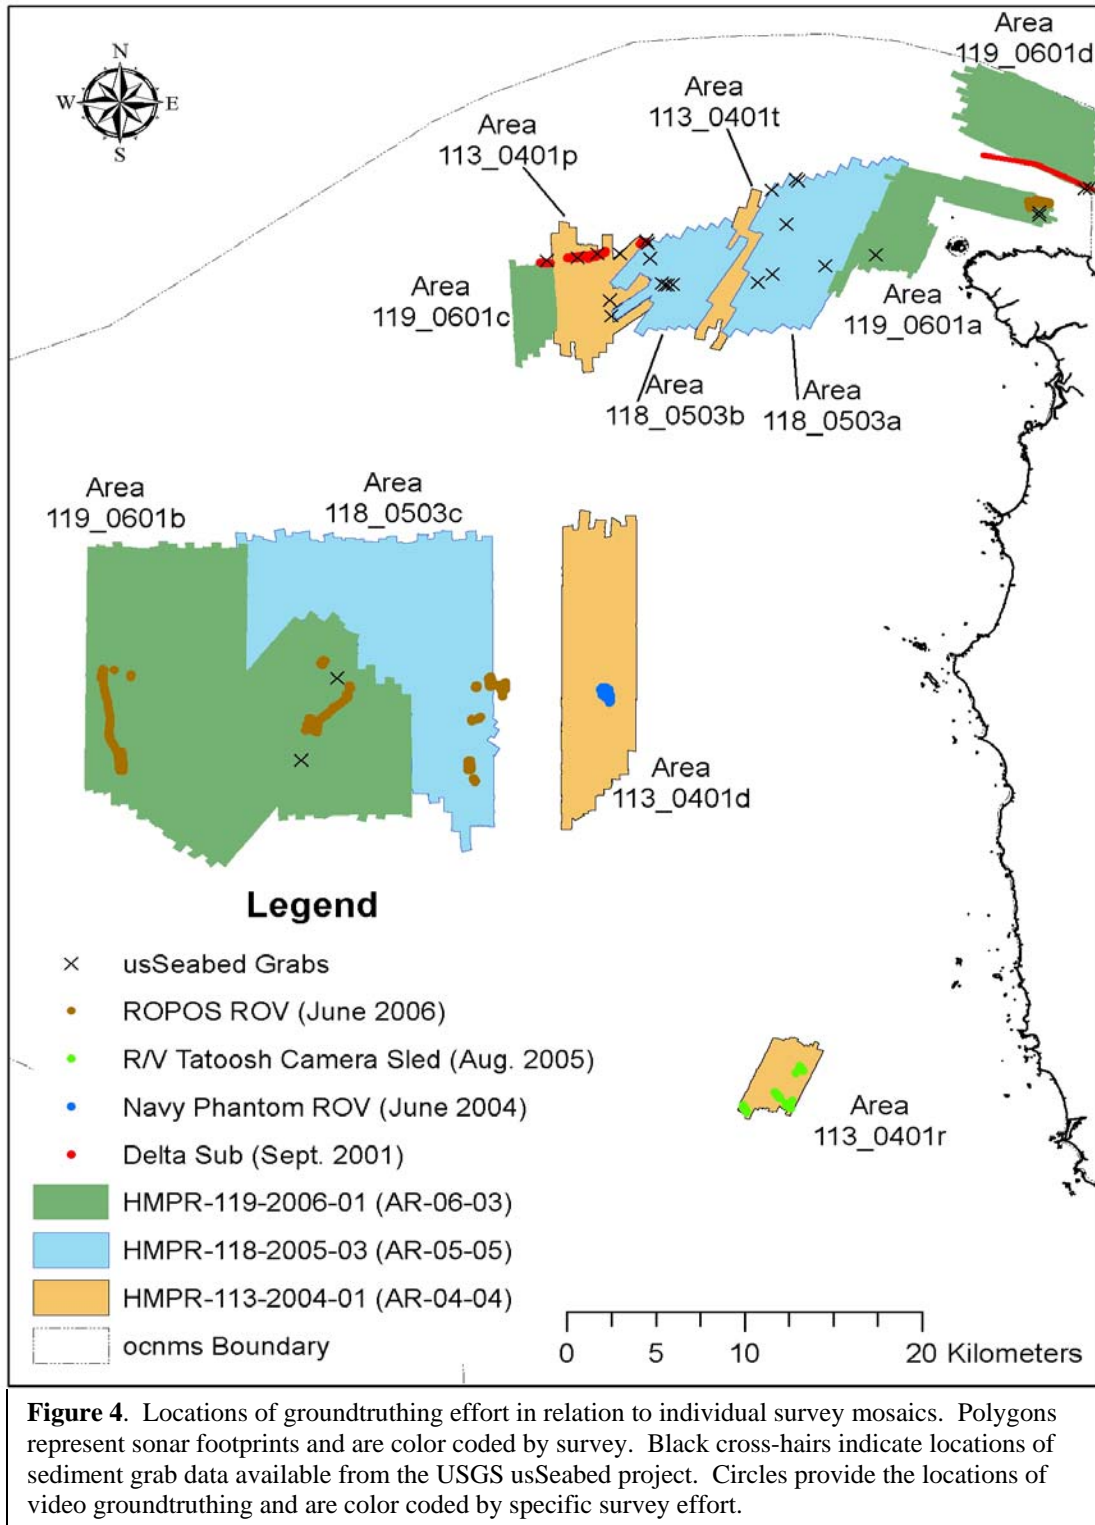 N
W
E
S
Area
119_0601d
Area
113_0401t
Area
113_0401p
Area
119_0601c
Area
119_0601a
Area
118_0503b
Area
118_0503a
Area
119_0601b
Area
118_0503c
Area
113_0401d
Legend
usSeabed Grabs
ROPOS ROV (June 2006)
R/V Tatoosh Camera Sled (Aug. 2005)
Navy Phantom ROV (June 2004)
Delta Sub (Sept. 2001)
HMPR-119-2006-01 (AR-06-03)
HMPR-118-2005-03 (AR-05-05)
HMPR-113-2004-01 (AR-04-04)
ocnms Boundary
Area
113_0401r
0 5 10 20 Kilometers
Figure 4. Locations of groundtruthing effort in relation to individual survey mosaics. Polygons
represent sonar footprints and are color coded by survey. Black cross-hairs indicate locations of
sediment grab data available from the USGS usSeabed project. Circles provide the locations of
video groundtruthing and are color coded by specific survey effort.